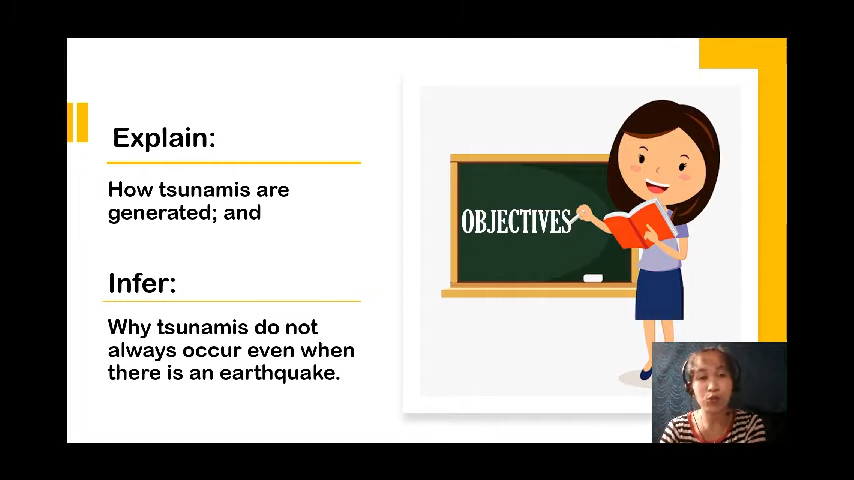 Explain:
How tsunamis are
generated; and
Infer:
Why tsunamis do not
always occur even when
there is an earthquake.
OBJECTIVES